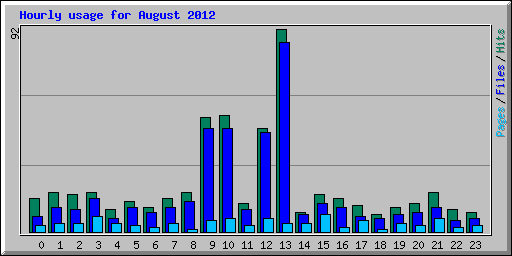 Hourly usage for August 2012
92
Pages / Files / Hits
0 1 2 3 4 5 6 7 8 9 10 11 12 13 14 15 16 17 18 19 20 21 22 23